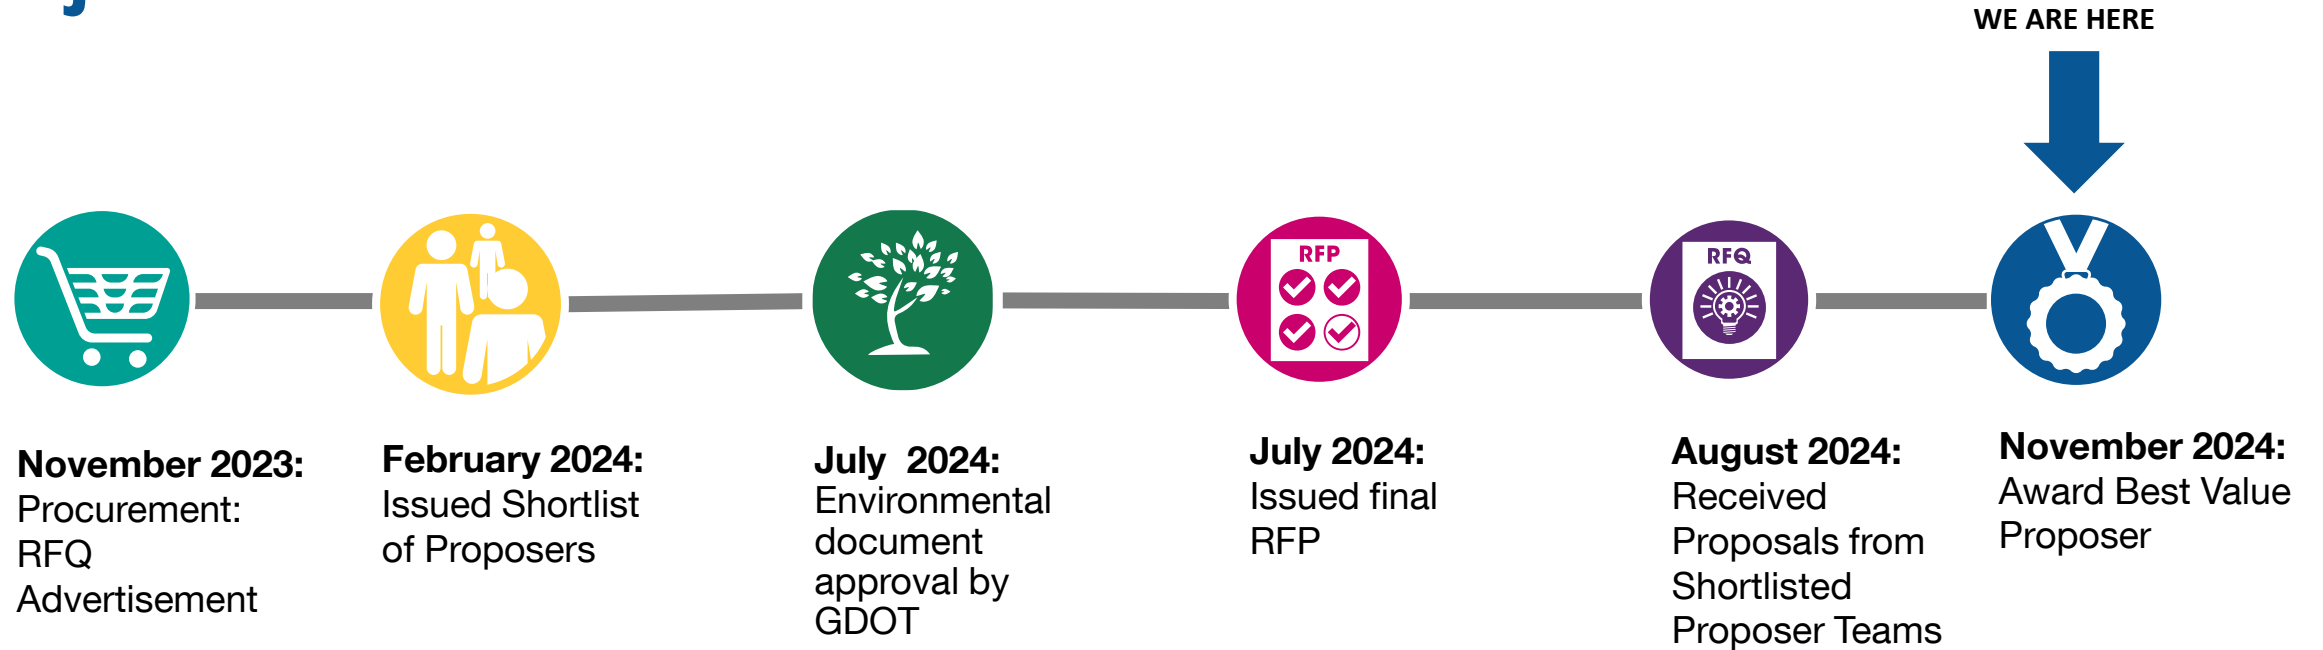 WE ARE HERE
RFP
RFQ
November 2023:
Procurement:
RFQ
Advertisement
February 2024:
Issued Shortlist
of Proposers
July 2024:
Environmental
document
approval by
GDOT
July 2024:
Issued final
RFP
August 2024:
Received
Proposals from
Shortlisted
Proposer Teams
November 2024:
Award Best Value
Proposer